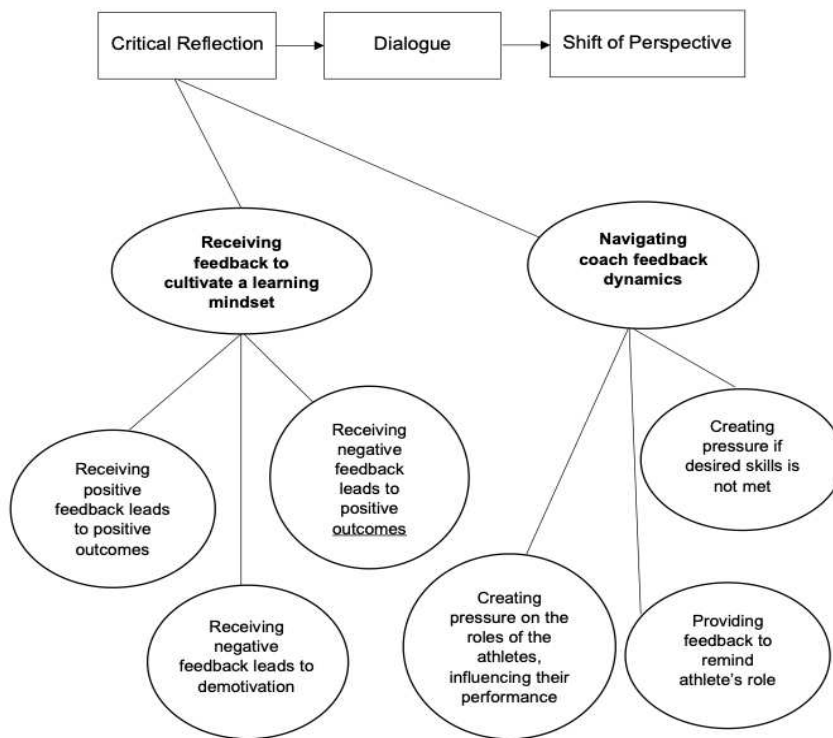 Critical Reflection
Dialogue
Shift of Perspective
Receiving
feedback to
cultivate a learning
mindset
Navigating
coach feedback
dynamics
Receiving
positive
feedback leads
to positive
outcomes
Receiving
negative
feedback
leads to
positive
outcomes
Receiving
negative
feedback leads to
demotivation
Creating
pressure if
desired skills is
not met
Creating
pressure on the
roles of the
athletes,
influencing their
performance
Providing
feedback to
remind
athlete's role